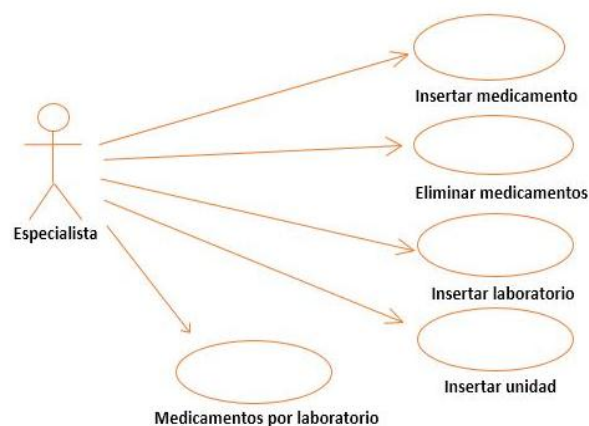 Insertar medicamento
Eliminar medicamentos
Especialista
Insertar laboratorio
Insertar unidad
Medicamentos por laboratorio